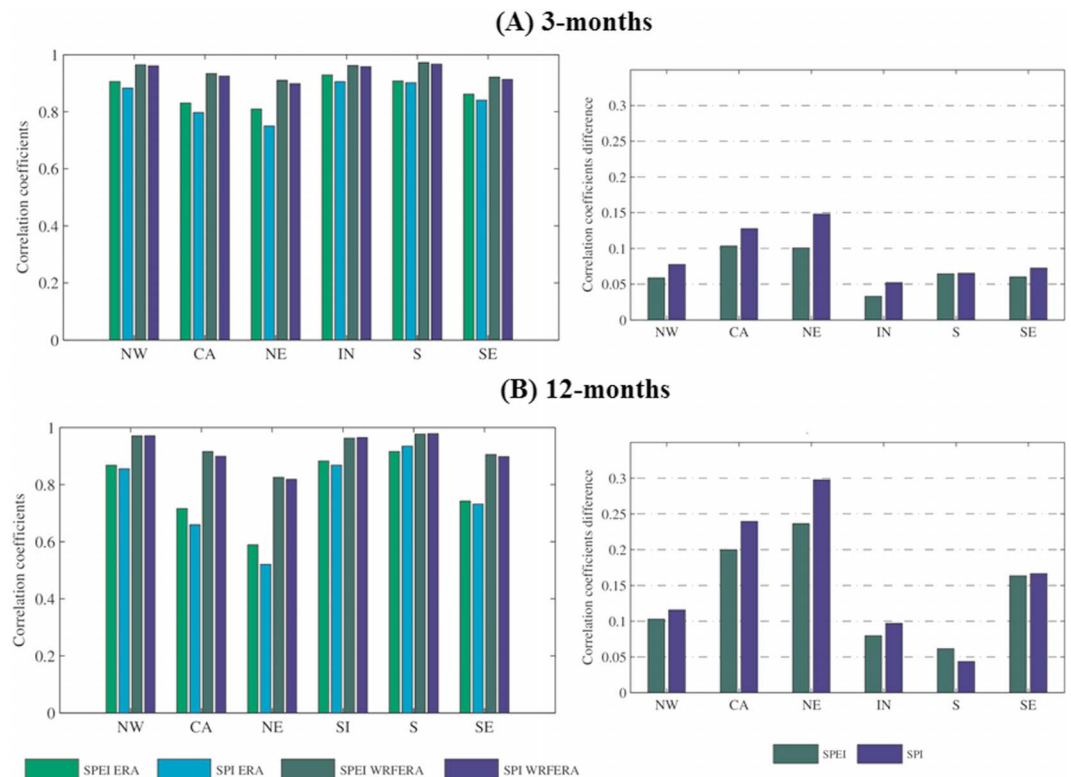 (A) 3-months
Correlation coefficients
1
0.8
0.6
0.4
0.2
0
NW CA NE IN S SE
Correlation coefficients difference
0.3
0.25
0.2
0.15
0.1
0.05
0
NW CA NE IN S SE
(B) 12-months
Correlation coefficients
1
0.8
0.6
0.4
0.2
0
NW CA NE SI S SE
SPEI ERA SPI ERA SPEI WRFERA SPI WRFERA
Correlation coefficients difference
0.3
0.25
0.2
0.15
0.1
0.05
0
NW CA NE IN S SE
SPEI SPI